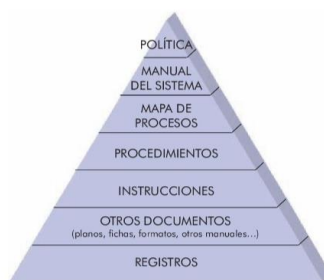 POLÍTICA
MANUAL
DEL SISTEMA
MAPA DE
PROCESOS
PROCEDIMIENTOS
INSTRUCCIONES
OTROS DOCUMENTOS
(planos, fichas, formatos, otros manuales...)
REGISTROS